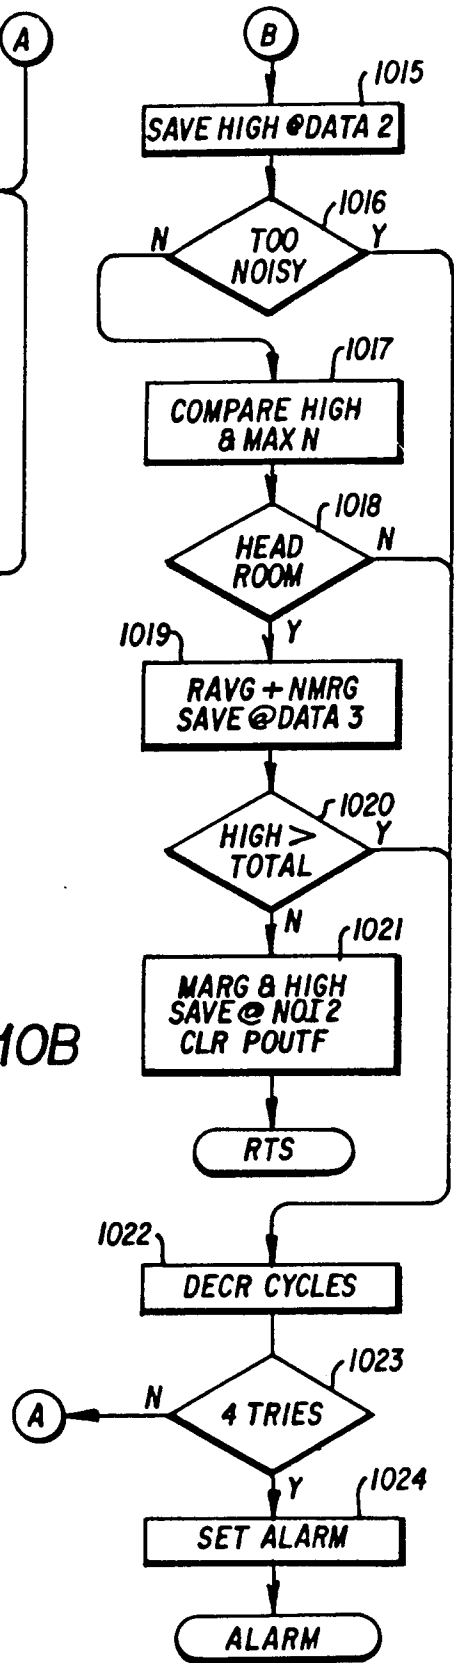 A
B
1015
SAVE HIGH @ DATA 2
1016
N
TOO
NOISY
Y
1017
COMPARE HIGH
& MAX N
1018
HEAD
ROOM
N
Y
1019
RAVG + NMRG
SAVE @ DATA 3
1020
HIGH >
TOTAL
Y
N
1021
MARG & HIGH
SAVE @ NOI 2
CLR POUTF
10B
RTS
1022
DECR CYCLES
1023
N
A
4 TRIES
Y
1024
SET ALARM
ALARM